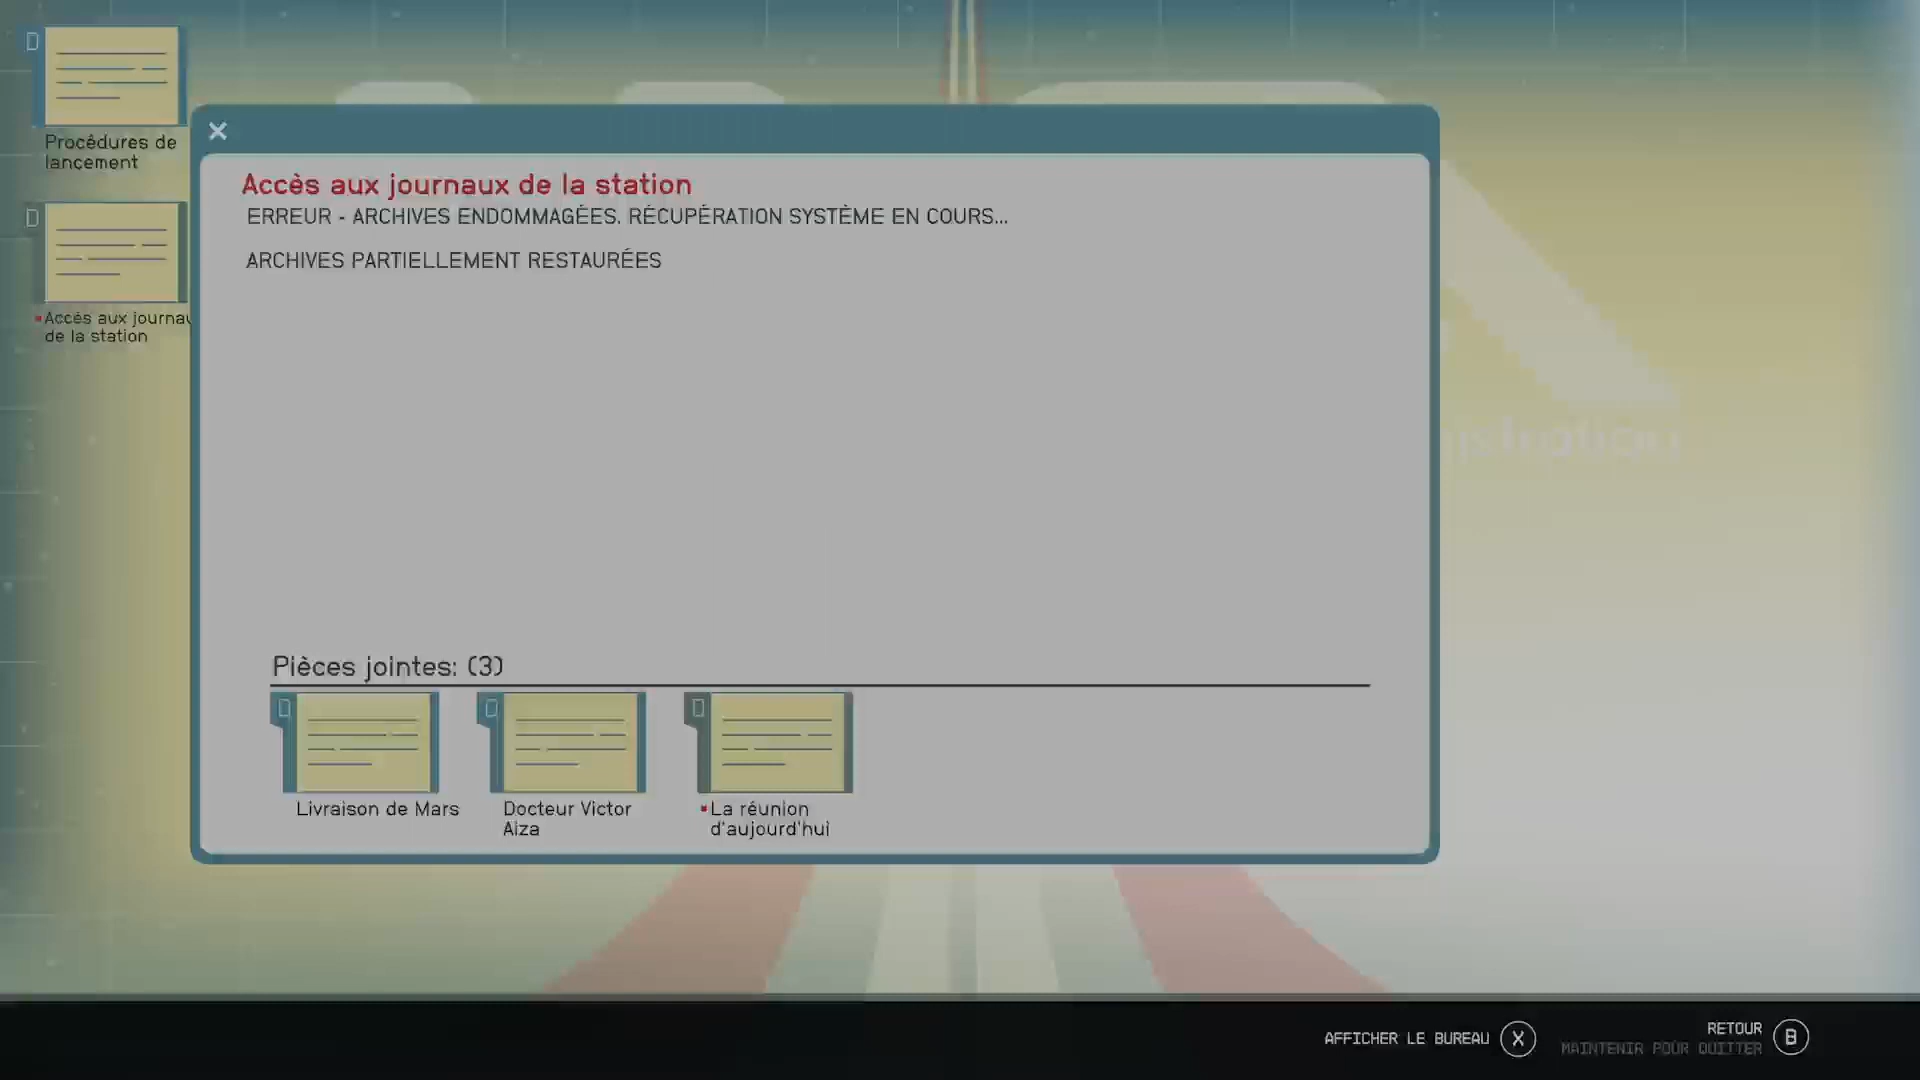 Procédures de
lancement
Accès aux journau
de la station
Accès aux journaux de la station
ERREUR - ARCHIVES ENDOMMAGÉES. RÉCUPÉRATION SYSTÈME EN COURS...
ARCHIVES PARTIELLEMENT RESTAURÉES
Pièces jointes: (3)
Livraison de Mars
Docteur Victor
Aiza
La réunion
d'aujourd'hui
AFFICHER LE BUREAU X
RETOUR B
MAINTENIR POUR QUITTER